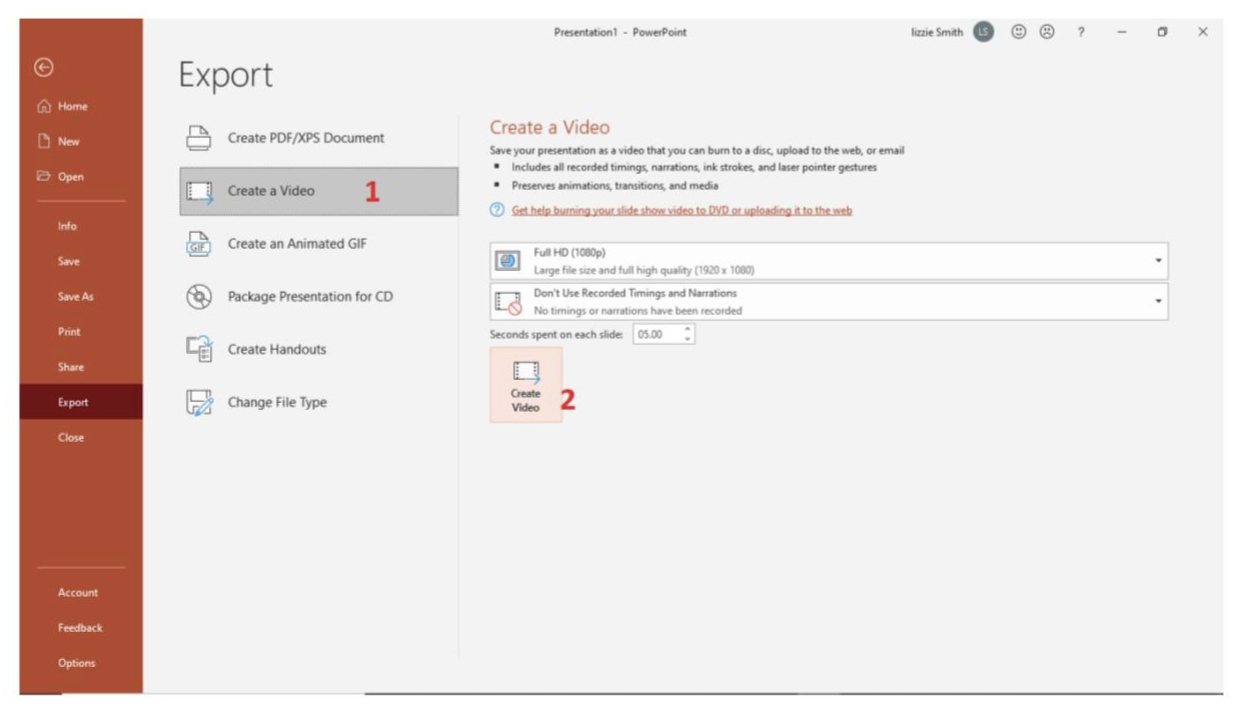 Presentation1 - PowerPoint
lizzie Smith LS ?
Home
New
Open
Info
Save
Save As
Print
Share
Export
Close
Account
Feedback
Options
Export
Create PDF/XPS Document
Create a Video 1
GIF Create an Animated GIF
Package Presentation for CD
Create Handouts
Change File Type
Create a Video
Save your presentation as a video that you can burn to a disc, upload to the web, or email
▪ Includes all recorded timings, narrations, ink strokes, and laser pointer gestures
▪ Preserves animations, transitions, and media
? Get help burning your slide show video to DVD or uploading it to the web
Full HD (1080p)
Large file size and full high quality (1920 x 1080)
Don't Use Recorded Timings and Narrations
No timings or narrations have been recorded
Seconds spent on each slide: 05.00
Create
Video 2